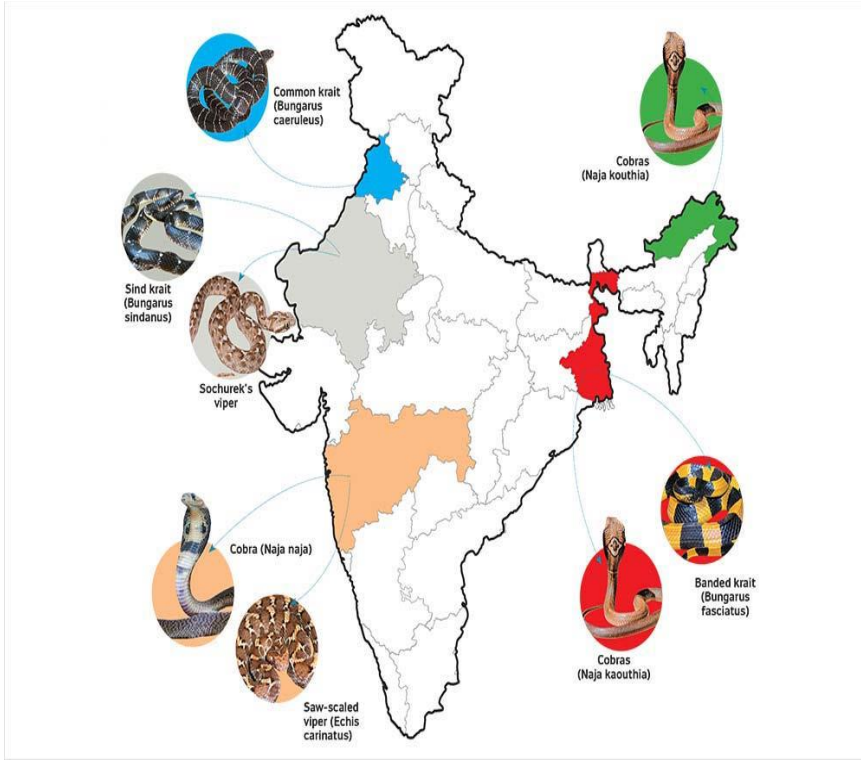 Common krait
(Bungarus
caeruleus)
Cobras
(Naja kouthia)
Sind krait
(Bungarus
sindanus)
Sochurek's
viper
Cobra (Naja naja)
Saw-scaled
viper (Echis
carinatus)
Banded krait
(Bungarus
fasciatus)
Cobras
(Naja kaouthia)